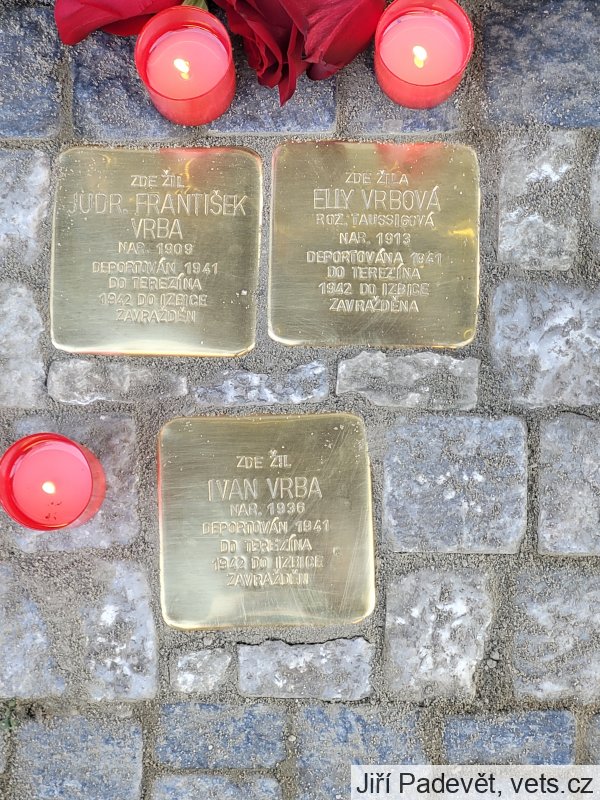 ZDE ŽIL
JUDR. FRANTIŠEK
VRBA
NAR. 1909
DEPORTOVÁN 1941
DO TEREZÍNA
1942 DO IZBICE
ZAVRAŽDĚN
ZDE ŽILA
ELLY VRBOVÁ
ROZ. TAUSSIGOVÁ
NAR. 1913
DEPORTOVÁNA 1941
DO TEREZÍNA
1942 DO IZBICE
ZAVRAŽDĚNA
ZDE ŽIL
IVAN VRBA
NAR. 1936
DEPORTOVÁN 1941
DO TEREZÍNA
1942 DO IZBICE
ZAVRAŽDĚN
Jiří Padevět, vets.cz